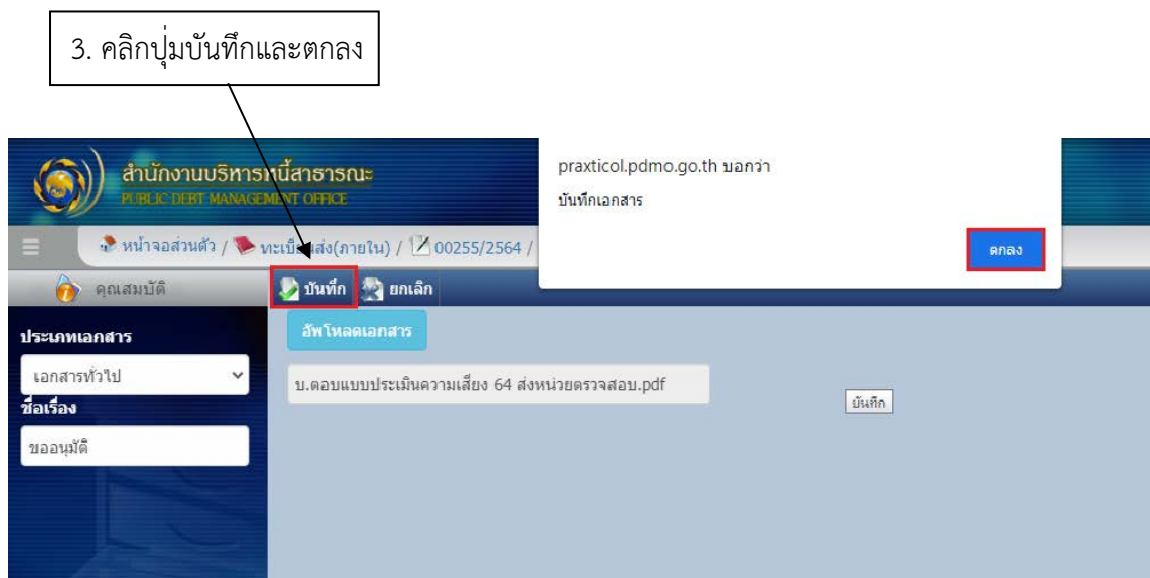 3. คลิกปุ่มบันทึกและตกลง
สำนักงานบริหารหนี้สาธารณะ
PUBLIC DEBT MANAGEMENT OFFICE
praxticol.pdmo.go.th บอกว่า
บันทึกเอกสาร
ตกลง
หน้าจอส่วนตัว / ทะเบียนส่ง(ภายใน) / 00255/2564 /
คุณสมบัติ
บันทึก ยกเลิก
ประเภทเอกสาร
เอกสารทั่วไป
ชื่อเรื่อง
ขออนุมัติ
อัพโหลดเอกสาร
บ.ตอบแบบประเมินความเสี่ยง 64 ส่งหน่วยตรวจสอบ.pdf
บันทึก